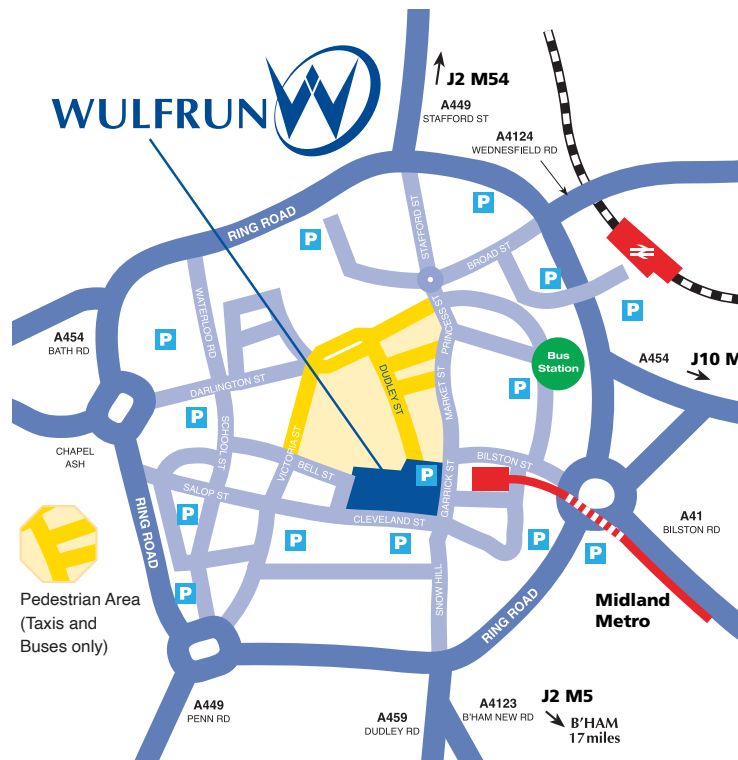 WULFRUN
W
J2 M54
A449
STAFFORD ST
A4124
WEDNESFIELD RD
P
RING ROAD
P
STAFFORD ST
BROAD ST
P
P
WATERLOO RD
PRINCESS ST
A454
BATH RD
P
Bus
Station
A454
J10 M
DARLINGTON ST
DUDLEY ST
MARKET ST
P
P
CHAPEL
ASH
SCHOOL ST
VICTORIA ST
BELL ST
P
GARRICK ST
BILSTON ST
SALOP ST
P
CLEVELAND ST
A41
BILSTON RD
RING ROAD
P
P
P
P
Pedestrian Area
(Taxis and
Buses only)
P
SNOW HILL
RING ROAD
Midland
Metro
A449
PENN RD
A459
DUDLEY RD
A4123
B'HAM NEW RD
J2 M5
B'HAM
17 miles